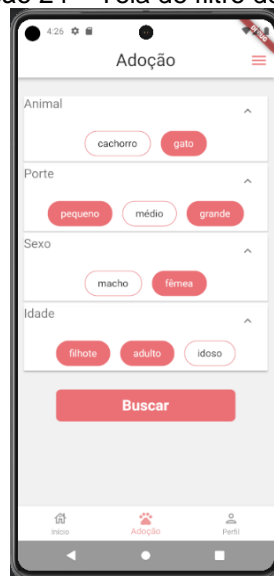 4:26
Adoção
Animal
cachorro gato
Porte
pequeno médio grande
Sexo
macho fêmea
Idade
filhote adulto idoso
Buscar
Início Adoção Perfil